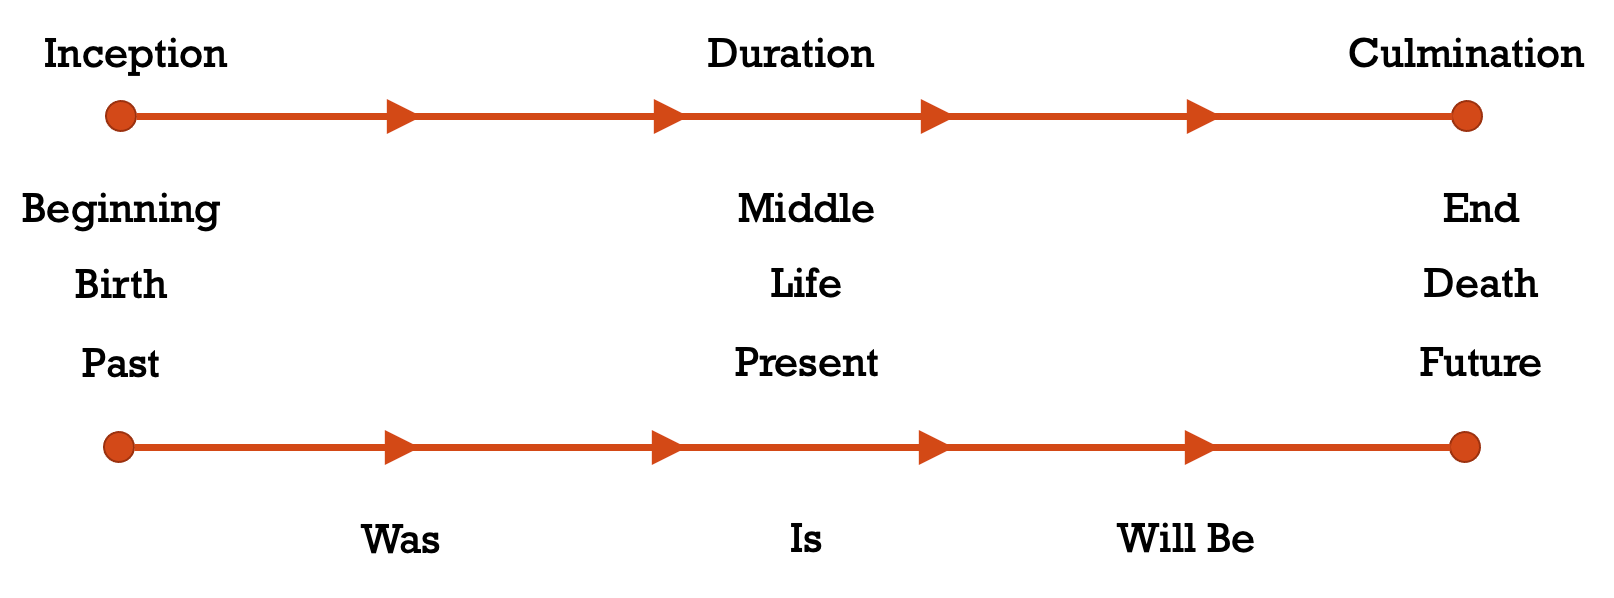 Inception Duration Culmination
Beginning Middle End
Birth Life Death
Past Present Future
Was Is Will Be